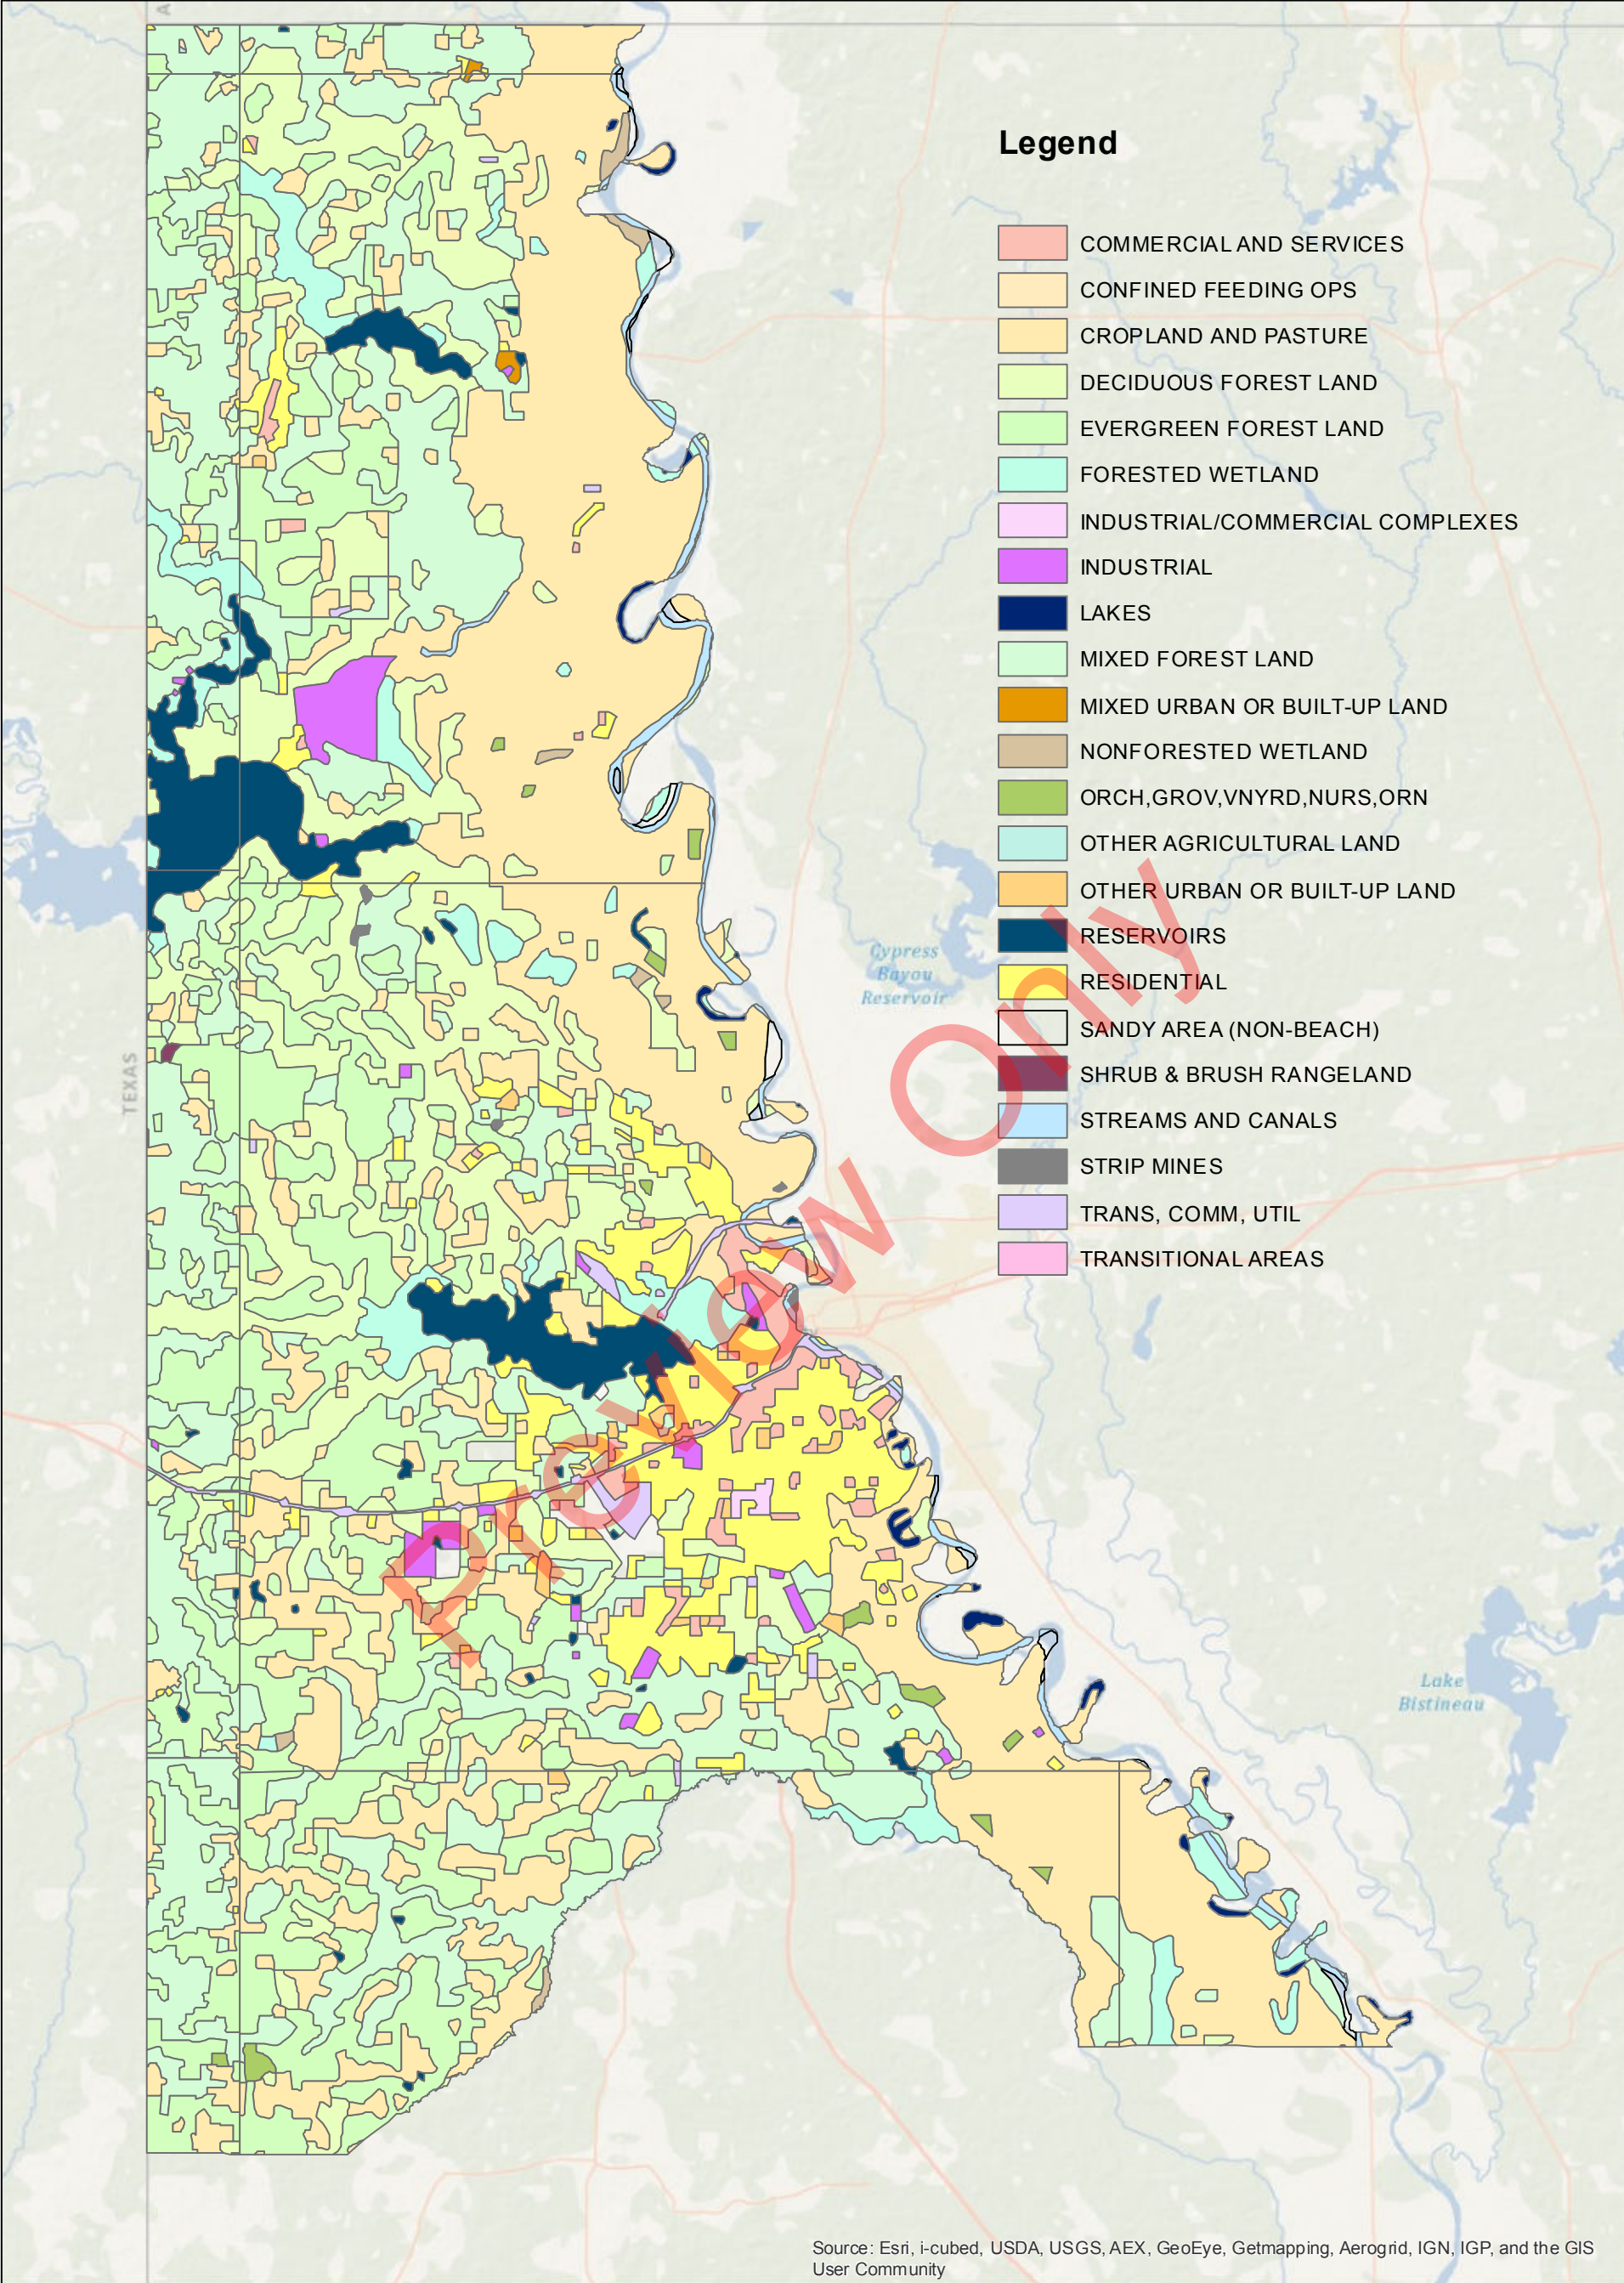 A
Legend
COMMERCIAL AND SERVICES
CONFINED FEEDING OPS
CROPLAND AND PASTURE
DECIDUOUS FOREST LAND
EVERGREEN FOREST LAND
FORESTED WETLAND
INDUSTRIAL/COMMERCIAL COMPLEXES
INDUSTRIAL
LAKES
MIXED FOREST LAND
MIXED URBAN OR BUILT-UP LAND
NONFORESTED WETLAND
ORCH,GROV,VNYRD,NURS,ORN
OTHER AGRICULTURAL LAND
OTHER URBAN OR BUILT-UP LAND
RESERVOIRS
RESIDENTIAL
SANDY AREA (NON-BEACH)
SHRUB & BRUSH RANGELAND
STREAMS AND CANALS
STRIP MINES
TRANS, COMM, UTIL
TRANSITIONAL AREAS
Cypress
Bayou
Reservoir
TEXAS
Preview Only
Lake
Bistineau
Source: Esri, i-cubed, USDA, USGS, AEX, GeoEye, Getmapping, Aerogrid, IGN, IGP, and the GIS
User Community